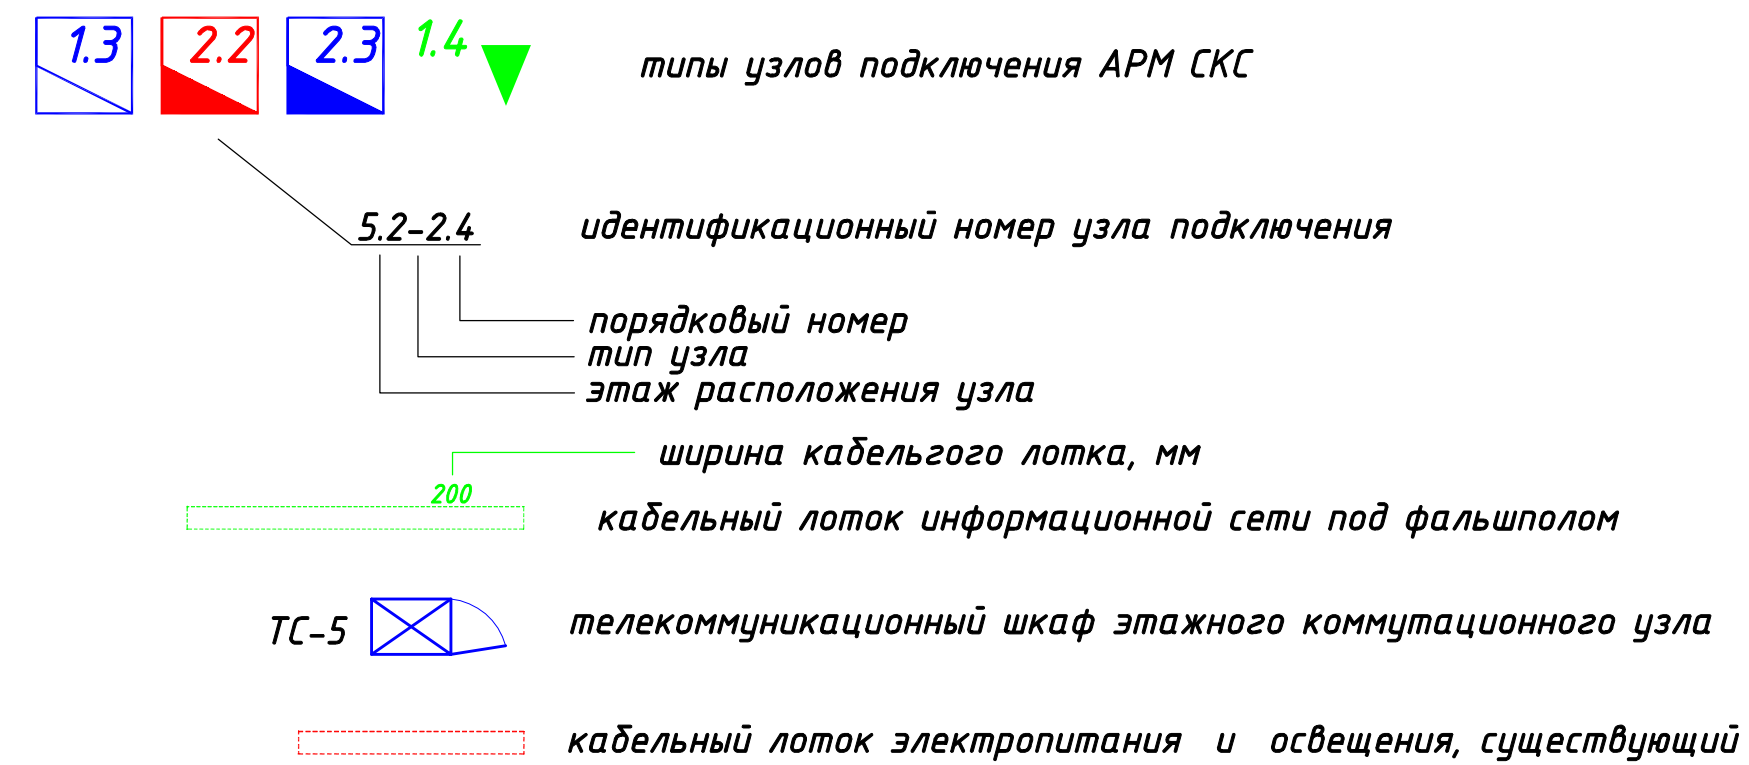 1.3 2.2 2.3 1.4 типы узлов подключения АРМ СКС
5.2-2.4 идентификационный номер узла подключения
порядковый номер
тип узла
этаж расположения узла
ширина кабельгого лотка, мм
200
кабельный лоток информационной сети под фальшполом
ТС-5 телекоммуникационный шкаф этажного коммутационного узла
кабельный лоток электропитания и освещения, существующий